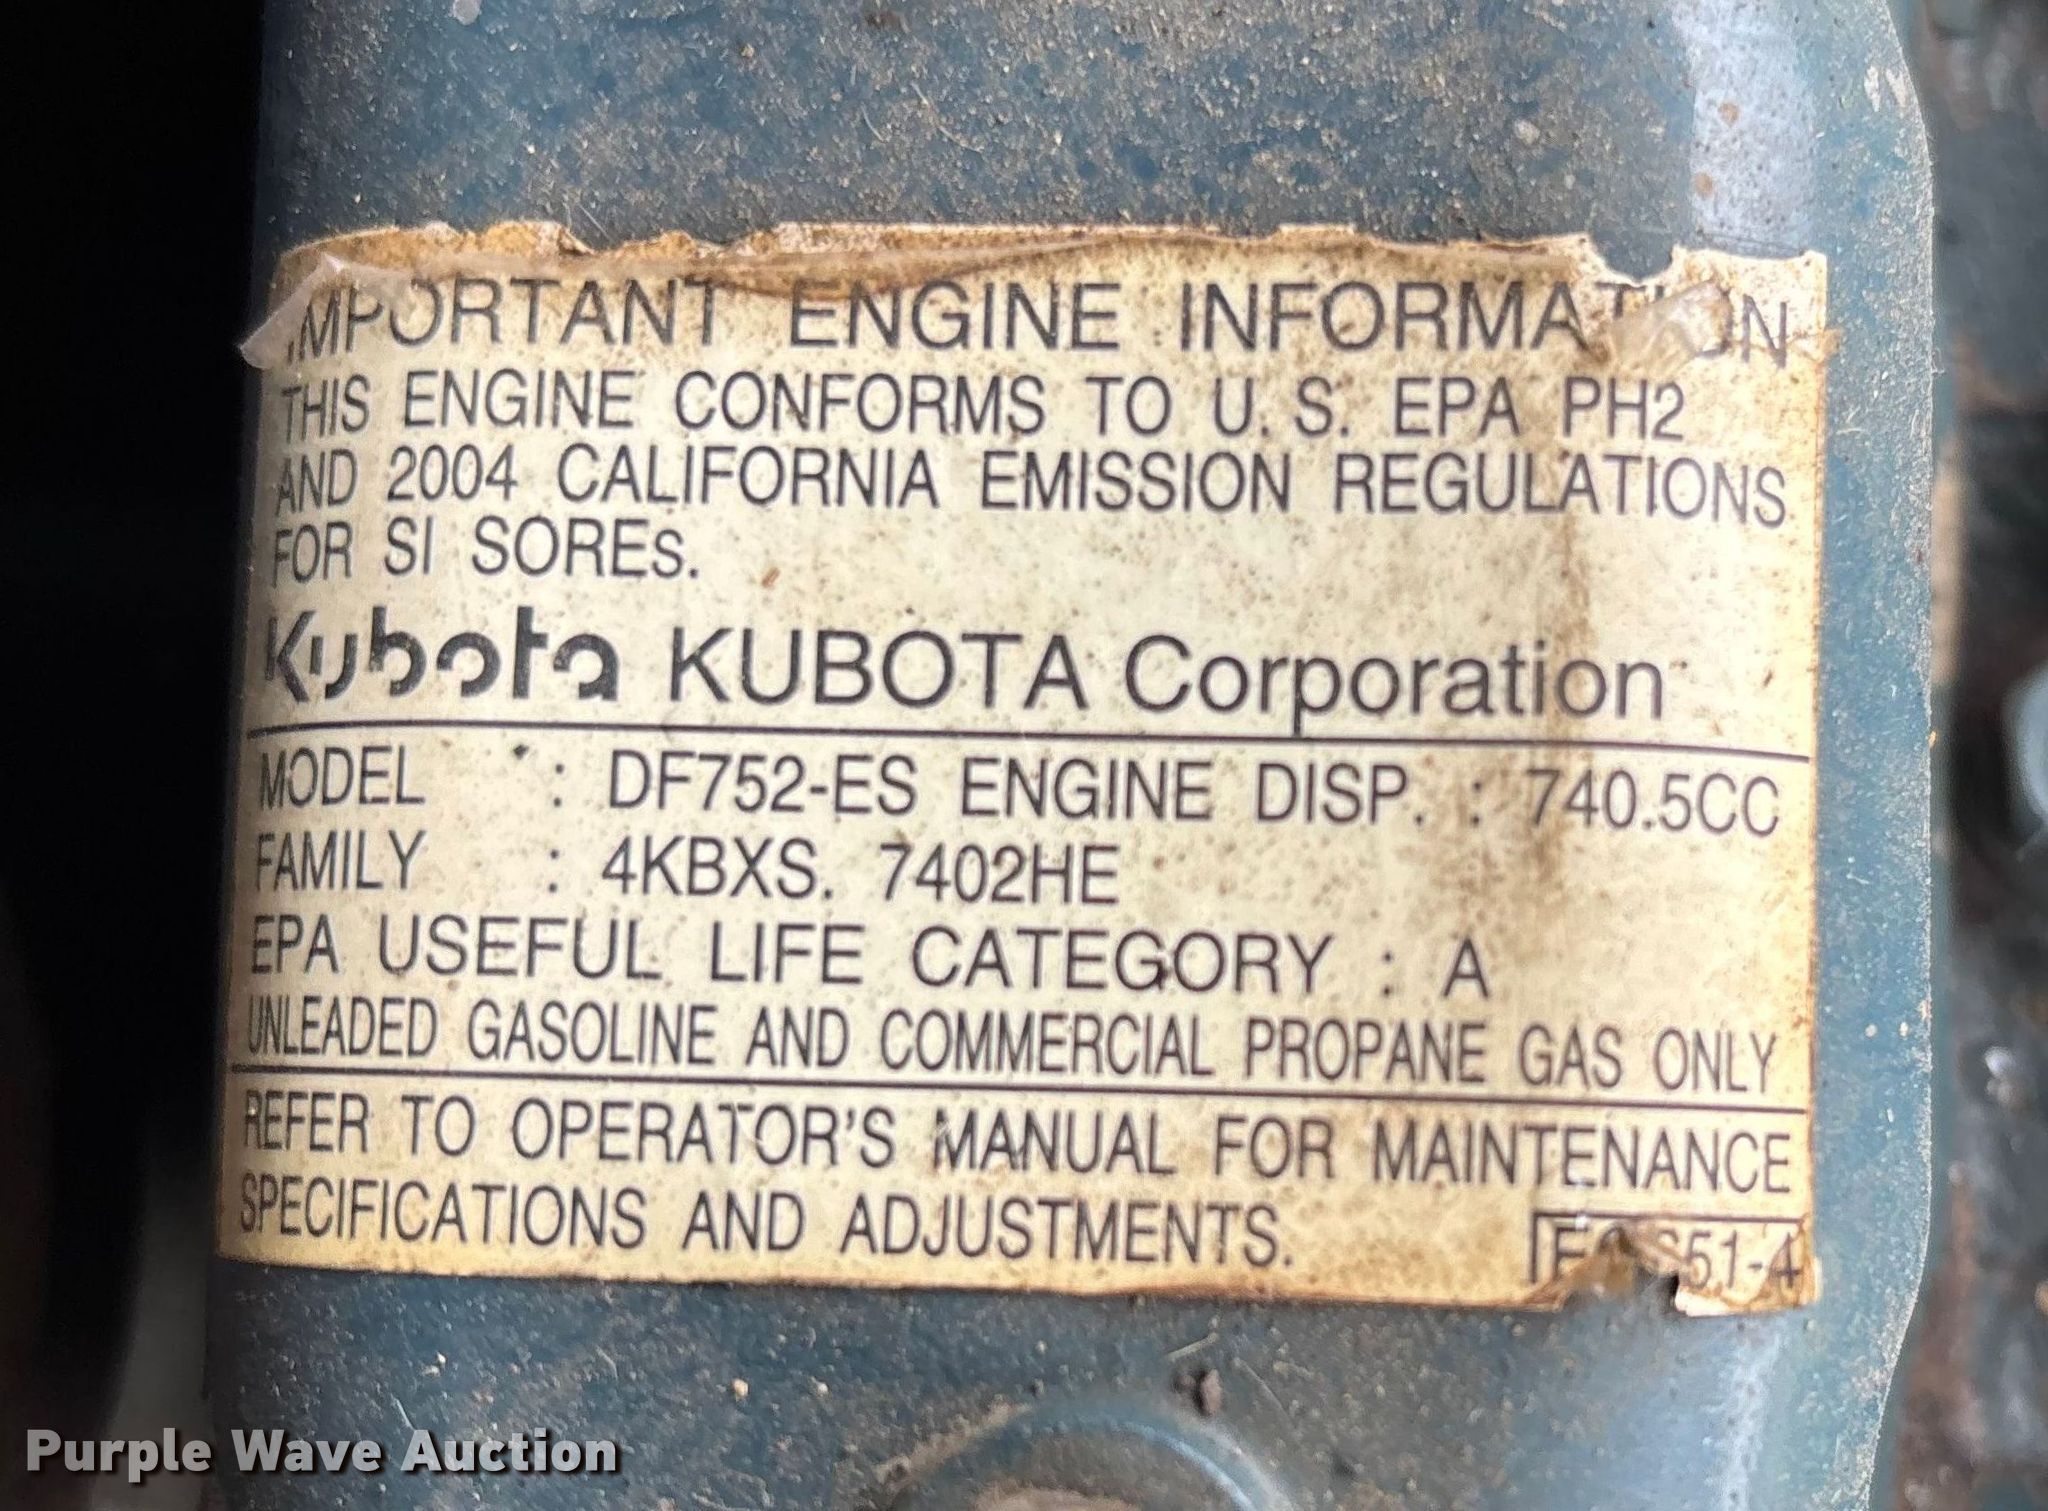 IMPORTANT ENGINE INFORMATION
THIS ENGINE CONFORMS TO U. S. EPA PH2
AND 2004 CALIFORNIA EMISSION REGULATIONS
FOR SI SOREs.
Kubota KUBOTA Corporation
MODEL : DF752-ES ENGINE DISP. : 740.5CC
FAMILY : 4KBXS. 7402HE
EPA USEFUL LIFE CATEGORY : A
UNLEADED GASOLINE AND COMMERCIAL PROPANE GAS ONLY
REFER TO OPERATOR'S MANUAL FOR MAINTENANCE
SPECIFICATIONS AND ADJUSTMENTS.
Purple Wave Auction